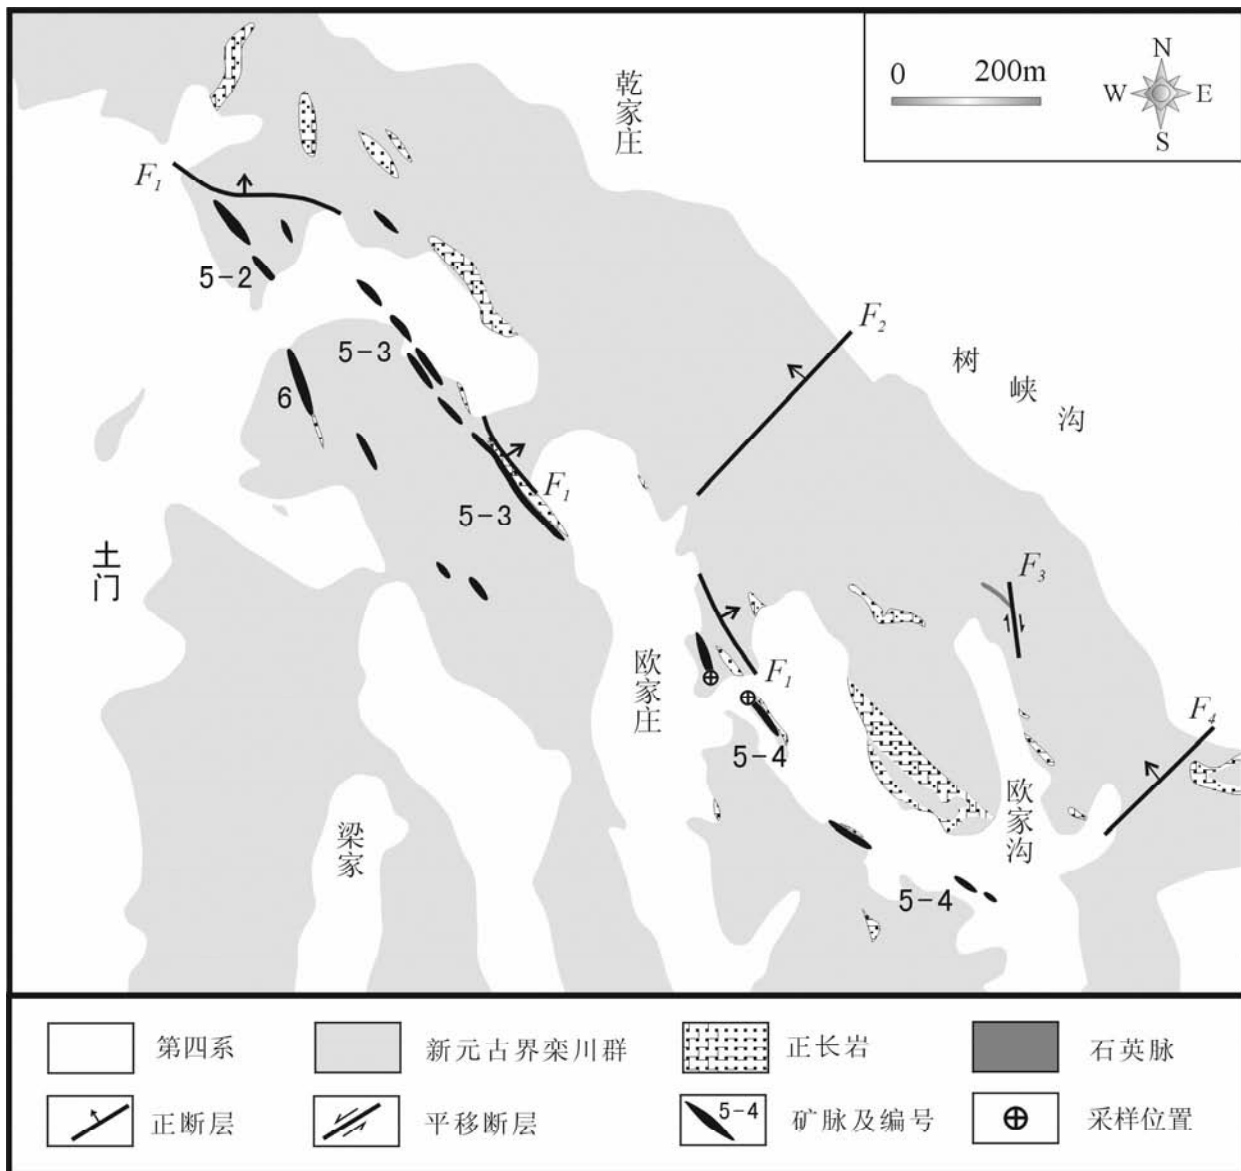 0 200m
N
W E
S
乾家庄
F1
5-2
5-3
6
F2
树峡沟
F1
5-3
土门
F3
欧家庄
F1
F4
5-4
欧家沟
梁家
5-4
第四系
新元古界栾川群
正长岩
石英脉
正断层
平移断层
5-4
矿脉及编号
采样位置